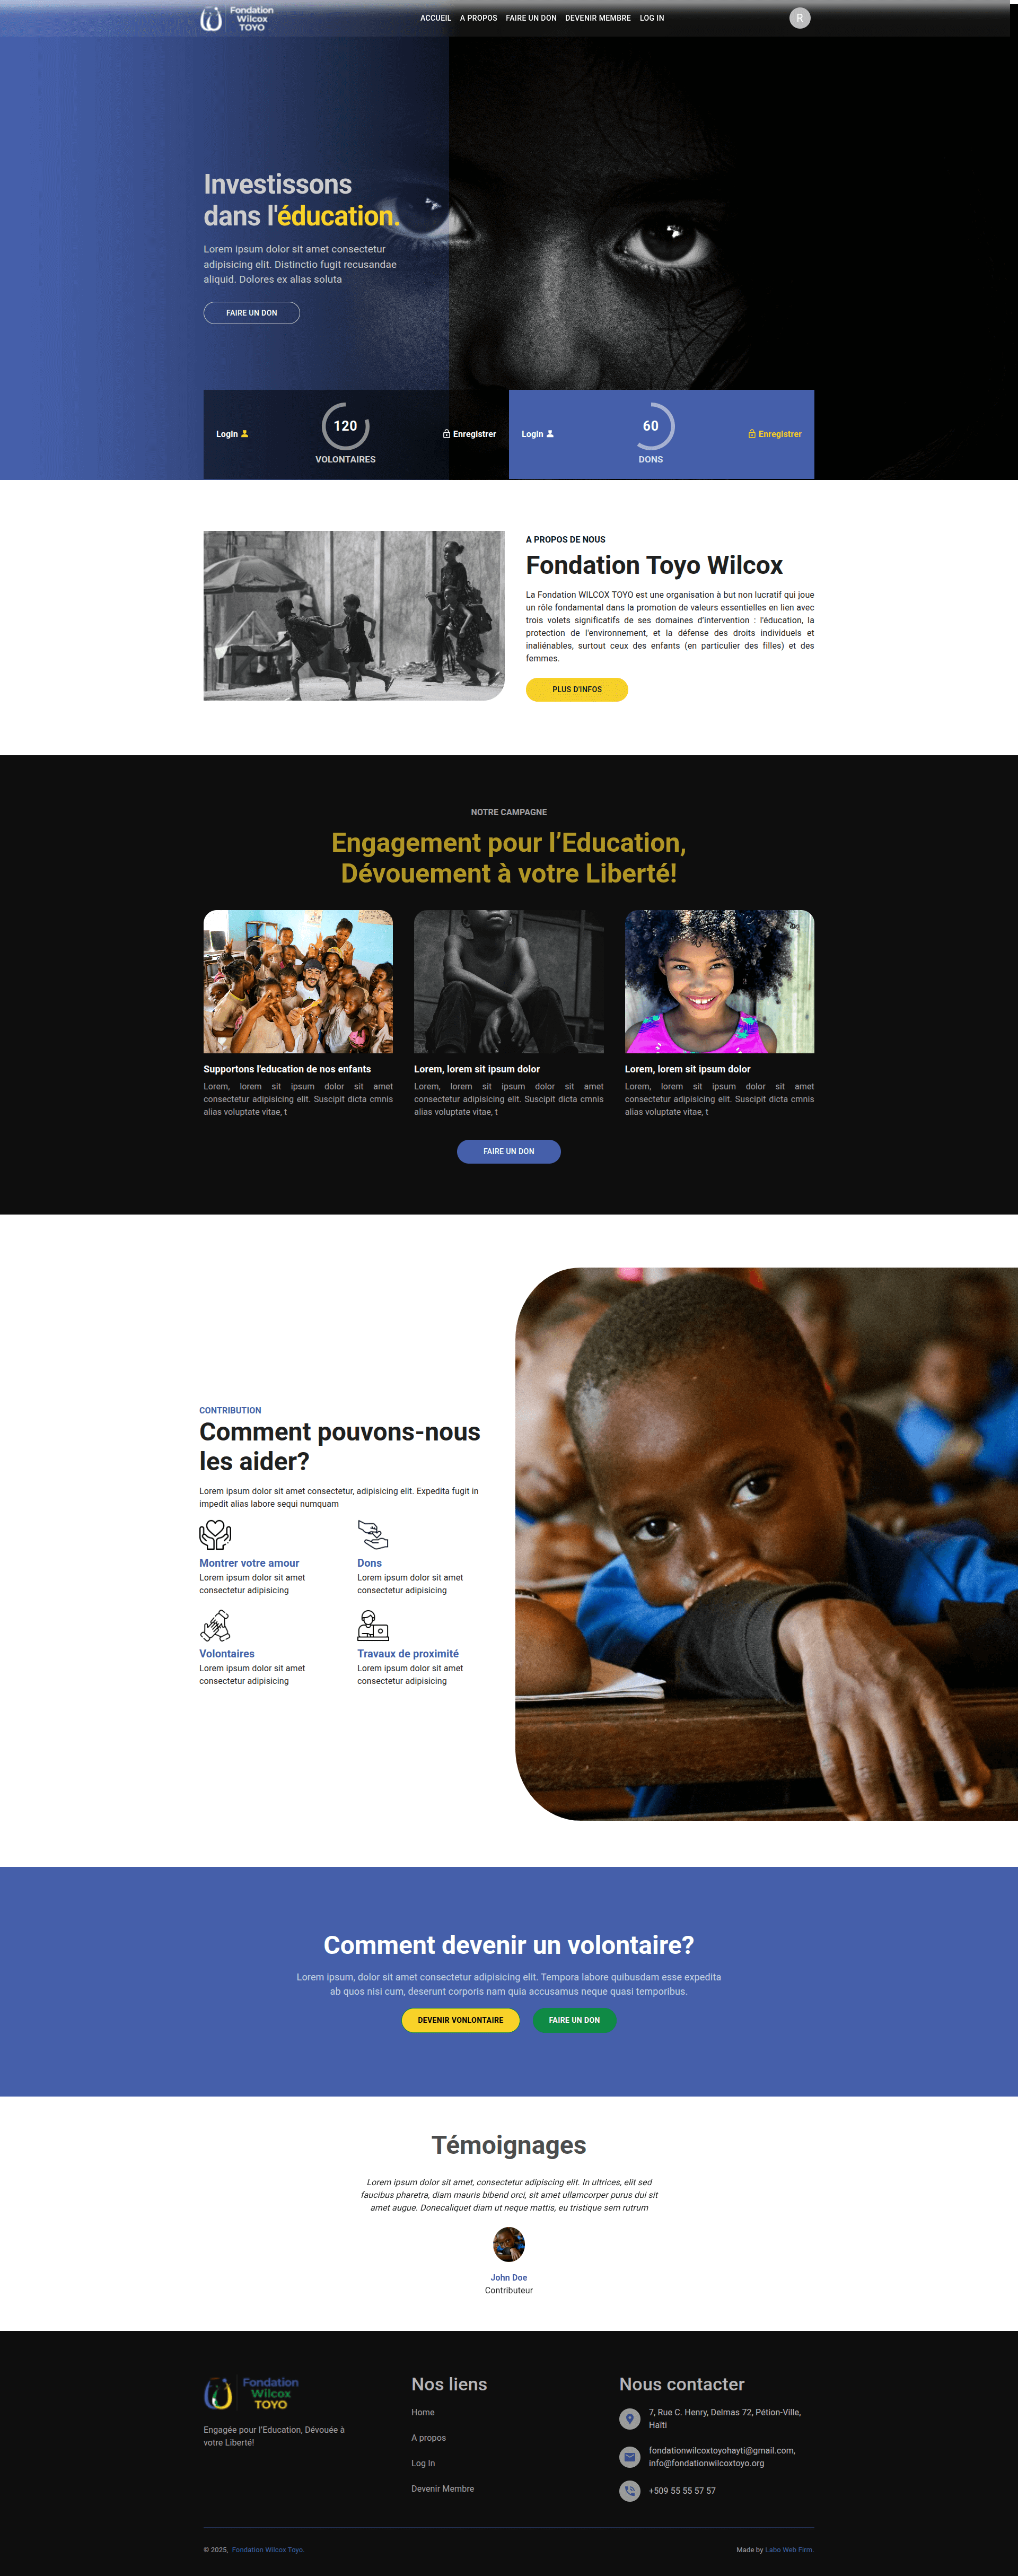 Fondation
Wilcox
TOYO
ACCUEIL A PROPOS FAIRE UN DON DEVENIR MEMBRE LOG IN
R
Investissons
dans l'éducation.
Lorem ipsum dolor sit amet consectetur
adipisicing elit. Distinctio fugit recusandae
aliquid. Dolores ex alias soluta
FAIRE UN DON
Login
120
VOLONTAIRES
Enregistrer
Login
60
DONS
Enregistrer
A PROPOS DE NOUS
Fondation Toyo Wilcox
La Fondation WILCOX TOYO est une organisation à but non lucratif qui joue
un rôle fondamental dans la promotion de valeurs essentielles en lien avec
trois volets significatifs de ses domaines d'intervention : l'éducation, la
protection de l'environnement, et la défense des droits individuels et
inaliénables, surtout ceux des enfants (en particulier des filles) et des
femmes.
PLUS D'INFOS
NOTRE CAMPAGNE
Engagement pour l’Education,
Dévouement à votre Liberté!
Supportons l'education de nos enfants
Lorem, lorem sit ipsum dolor sit amet
consectetur adipisicing elit. Suscipit dicta cmnis
alias voluptate vitae, t
Lorem, lorem sit ipsum dolor
Lorem, lorem sit ipsum dolor sit amet
consectetur adipisicing elit. Suscipit dicta cmnis
alias voluptate vitae, t
Lorem, lorem sit ipsum dolor
Lorem, lorem sit ipsum dolor sit amet
consectetur adipisicing elit. Suscipit dicta cmnis
alias voluptate vitae, t
FAIRE UN DON
CONTRIBUTION
Comment pouvons-nous
les aider?
Lorem ipsum dolor sit amet consectetur, adipisicing elit. Expedita fugit in
impedit alias labore sequi numquam
Montrer votre amour
Lorem ipsum dolor sit amet
consectetur adipisicing
Dons
Lorem ipsum dolor sit amet
consectetur adipisicing
Volontaires
Lorem ipsum dolor sit amet
consectetur adipisicing
Travaux de proximité
Lorem ipsum dolor sit amet
consectetur adipisicing
Comment devenir un volontaire?
Lorem ipsum, dolor sit amet consectetur adipisicing elit. Tempora labore quibusdam esse expedita
ab quos nisi cum, deserunt corporis nam quia accusamus neque quasi temporibus.
DEVENIR VONLONTAIRE
FAIRE UN DON
Témoignages
Lorem ipsum dolor sit amet, consectetur adipiscing elit. In ultrices, elit sed
faucibus pharetra, diam mauris bibend orci, sit amet ullamcorper purus dui sit
amet augue. Donecaliquet diam ut neque mattis, eu tristique sem rutrum
John Doe
Contributeur
Fondation
Wilcox
TOYO
Engagée pour l’Education, Dévouée à
votre Liberté!
Nos liens
Home
A propos
Log In
Devenir Membre
Nous contacter
7, Rue C. Henry, Delmas 72, Pétion-Ville,
Haïti
fondationwilcoxtoyohayti@gmail.com,
info@fondationwilcoxtoyo.org
+509 55 55 57 57
© 2025, Fondation Wilcox Toyo.
Made by Labo Web Firm.